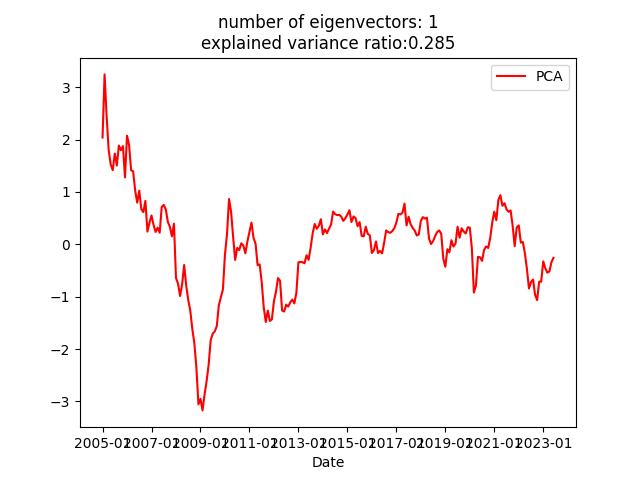 number of eigenvectors: 1
explained variance ratio:0.285
PCA
3
2
1
0
−1
−2
−3
2005-01 2007-01 2009-01 2011-01 2013-01 2015-01 2017-01 2019-01 2021-01 2023-01
Date